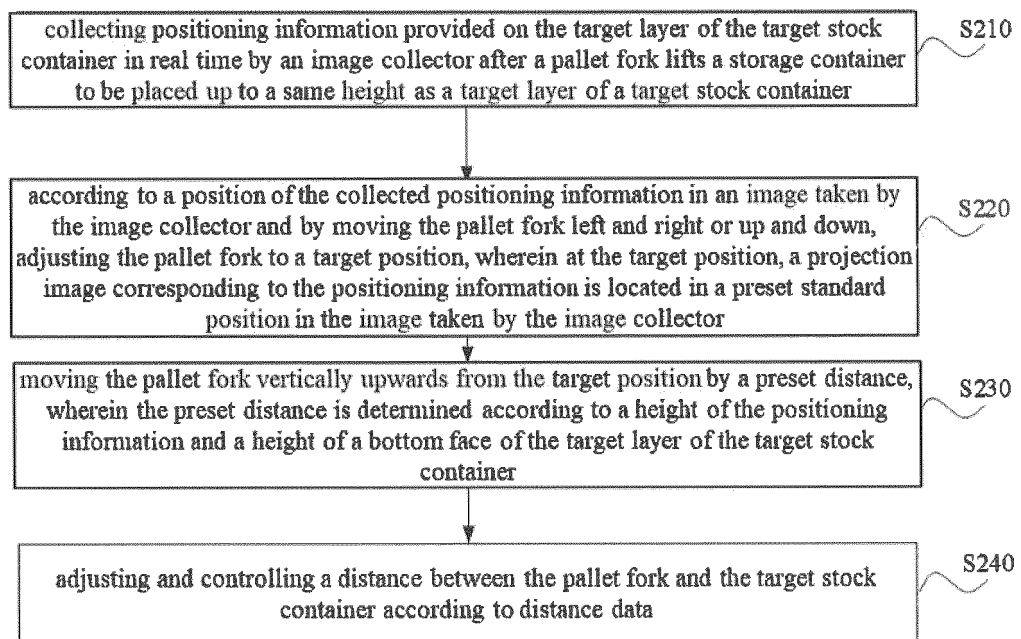 collecting positioning information provided on the target layer of the target stock
container in real time by an image collector after a pallet fork lifts a storage container
to be placed up to a same height as a target layer of a target stock container
S210
according to a position of the collected positioning information in an image taken by
the image collector and by moving the pallet fork left and right or up and down,
adjusting the pallet fork to a target position, wherein at the target position, a projection
image corresponding to the positioning information is located in a preset standard
position in the image taken by the image collector
S220
moving the pallet fork vertically upwards from the target position by a preset distance,
wherein the preset distance is determined according to a height of the positioning
information and a height of a bottom face of the target layer of the target stock
container
S230
adjusting and controlling a distance between the pallet fork and the target stock
container according to distance data
S240